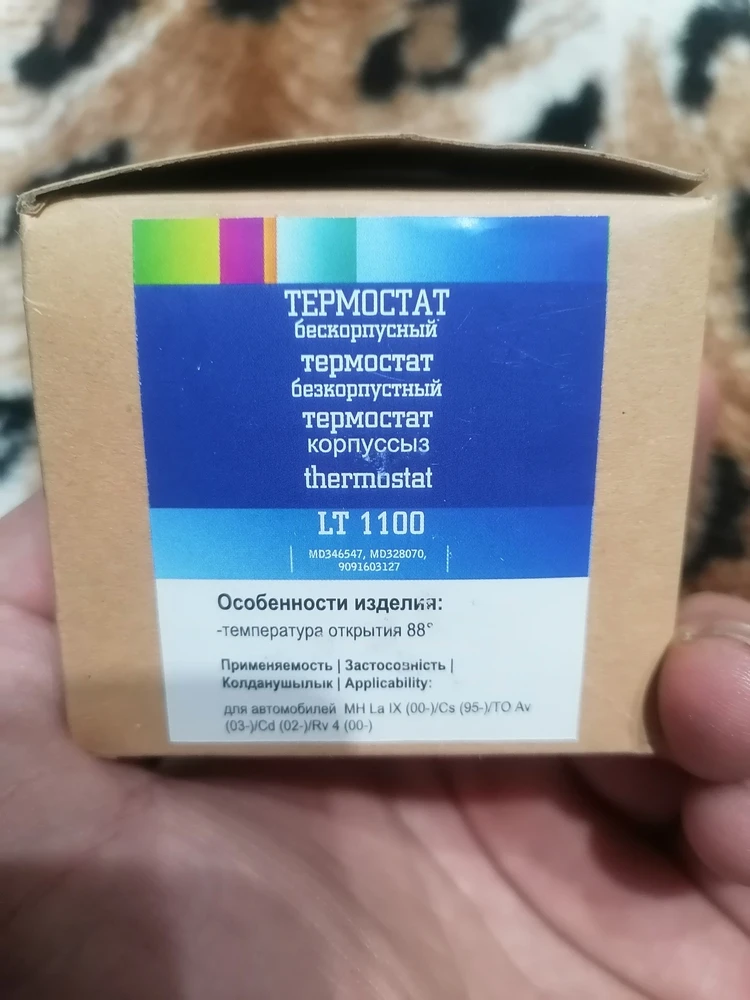 ТЕРМОСТАТ
бескорпусный
термостат
безкорпустный
термостат
корпуссыз
thermostat
LT 1100
MD346547, MD328070,
9091603127
Особенности изделия:
-температура открытия 88°
Применяемость | Застосовність |
Колданушылык | Applicability:
для автомобилей MH La IX (00-)/Cs (95-)/TO Av
(03-)/Cd (02-)/Rv 4 (00-)